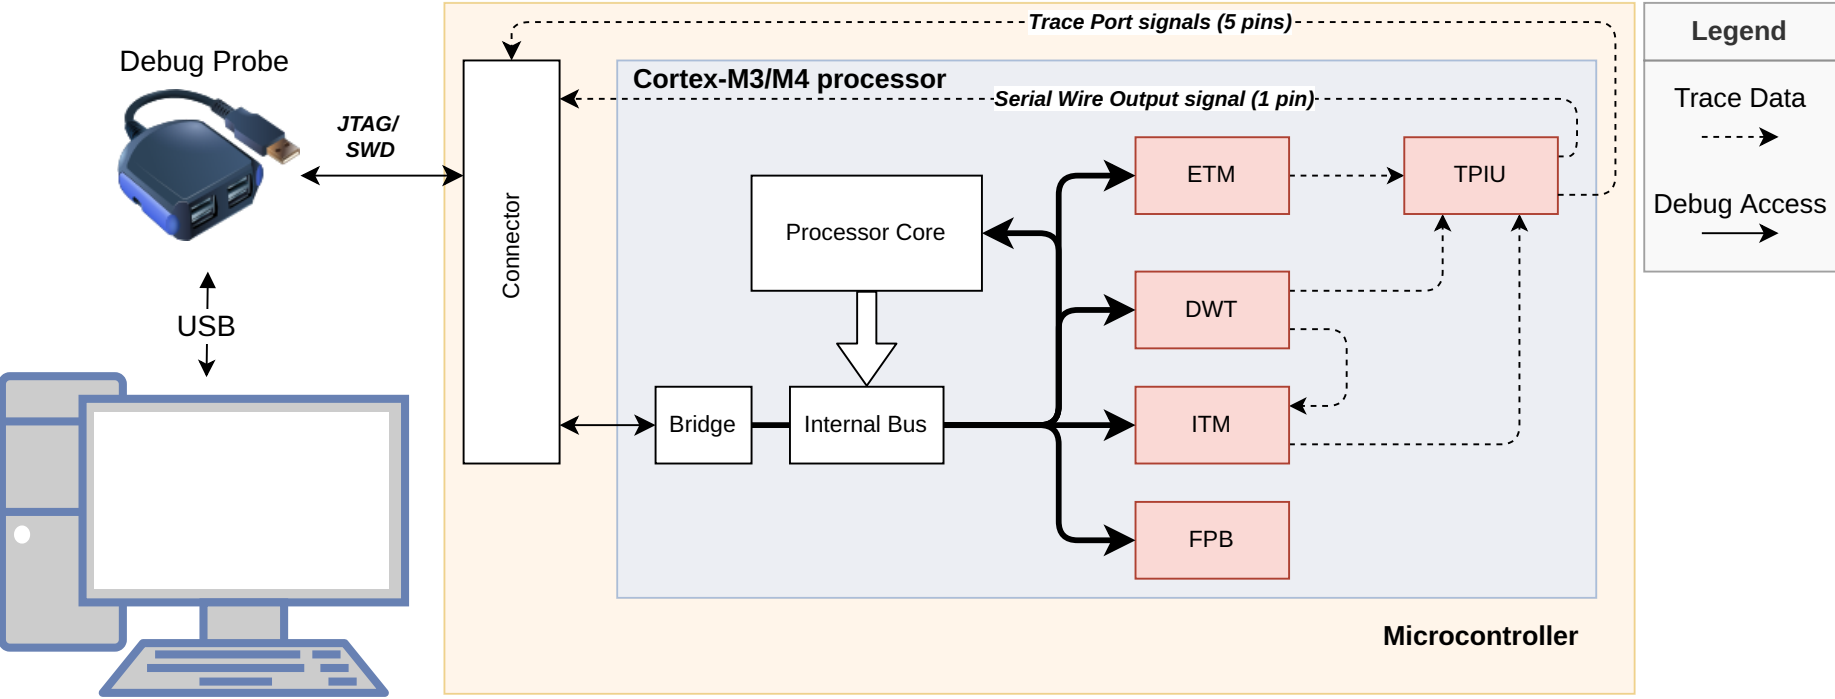 Trace Port signals (5 pins)
Legend
Debug Probe
Cortex-M3/M4 processor
Serial Wire Output signal (1 pin)
Trace Data
JTAG/
SWD
ETM
TPIU
Debug Access
Connector
Processor Core
DWT
USB
Bridge
Internal Bus
ITM
FPB
Microcontroller